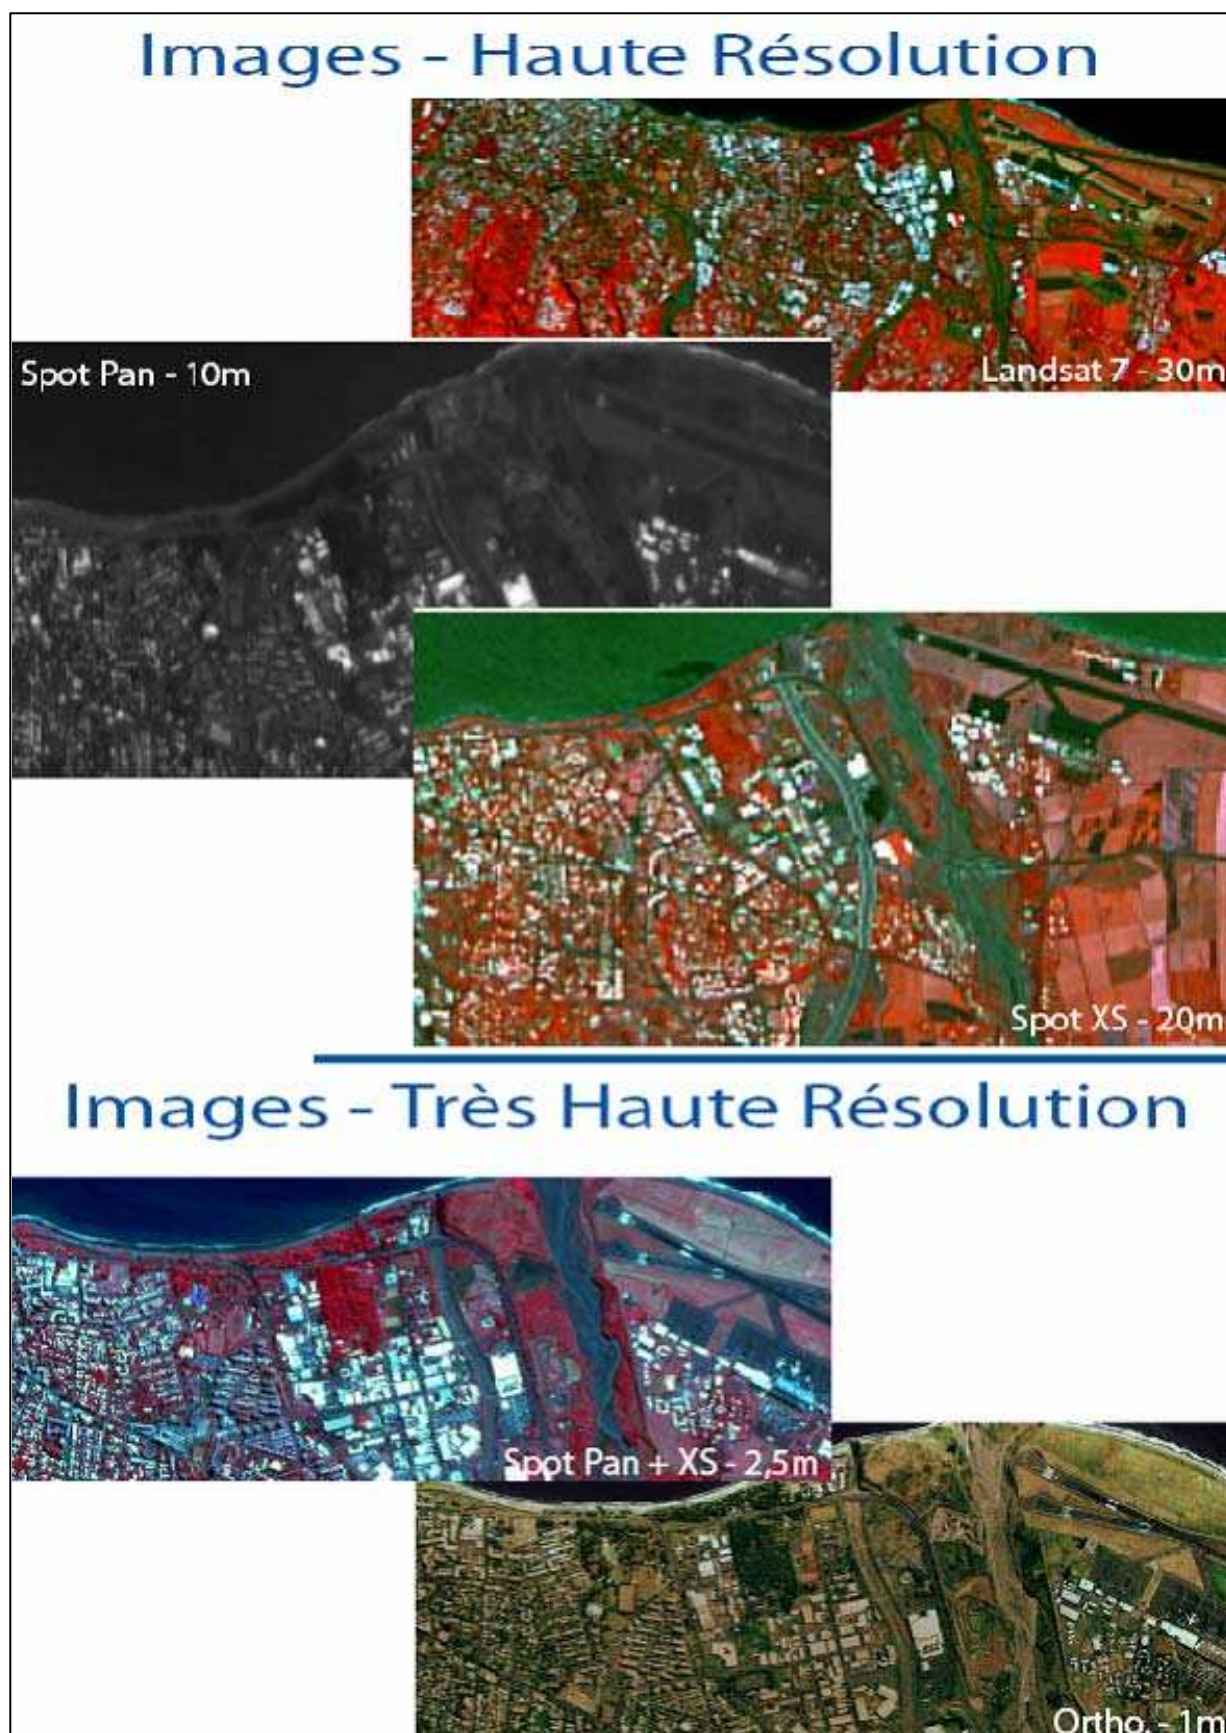 Images - Haute Résolution
Landsat 7 - 30m
Spot Pan - 10m
Spot XS - 20m
Images - Très Haute Résolution
Spot Pan + XS - 2,5m
Ortho. - 1m